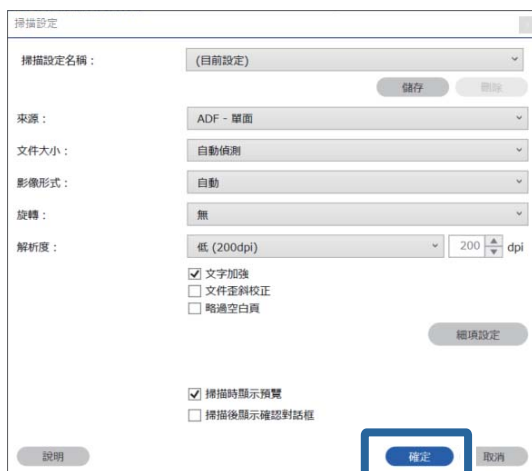 掃描設定
掃描設定名稱： (目前設定)
儲存 刪除
來源： ADF - 單面
文件大小： 自動偵測
影像形式： 自動
旋轉： 無
解析度： 低 (200dpi) 200 dpi
文字加強
文件歪斜校正
略過空白頁
細項設定
掃描時顯示預覽
掃描後顯示確認對話框
說明 確定 取消